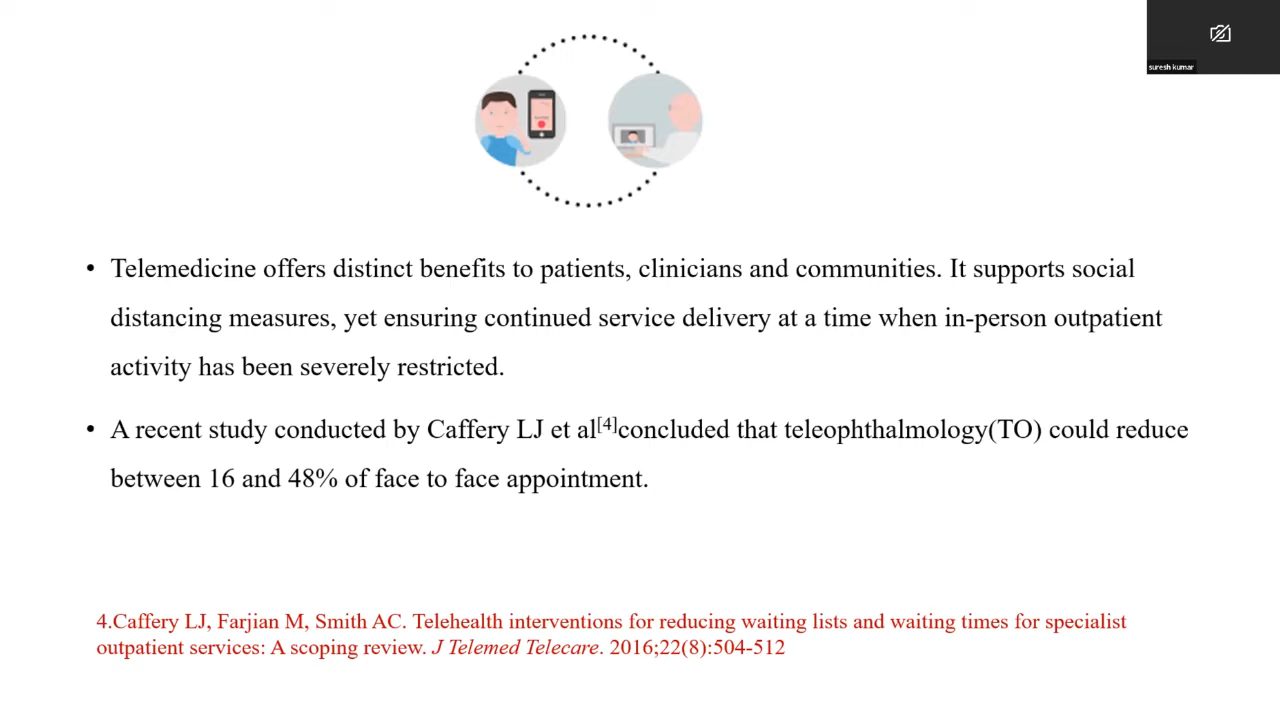 suresh kumar
• Telemedicine offers distinct benefits to patients, clinicians and communities. It supports social
distancing measures, yet ensuring continued service delivery at a time when in-person outpatient
activity has been severely restricted.
• A recent study conducted by Caffery LJ et al[4]concluded that teleophthalmology(TO) could reduce
between 16 and 48% of face to face appointment.
4.Caffery LJ, Farjian M, Smith AC. Telehealth interventions for reducing waiting lists and waiting times for specialist
outpatient services: A scoping review. J Telemed Telecare. 2016;22(8):504-512